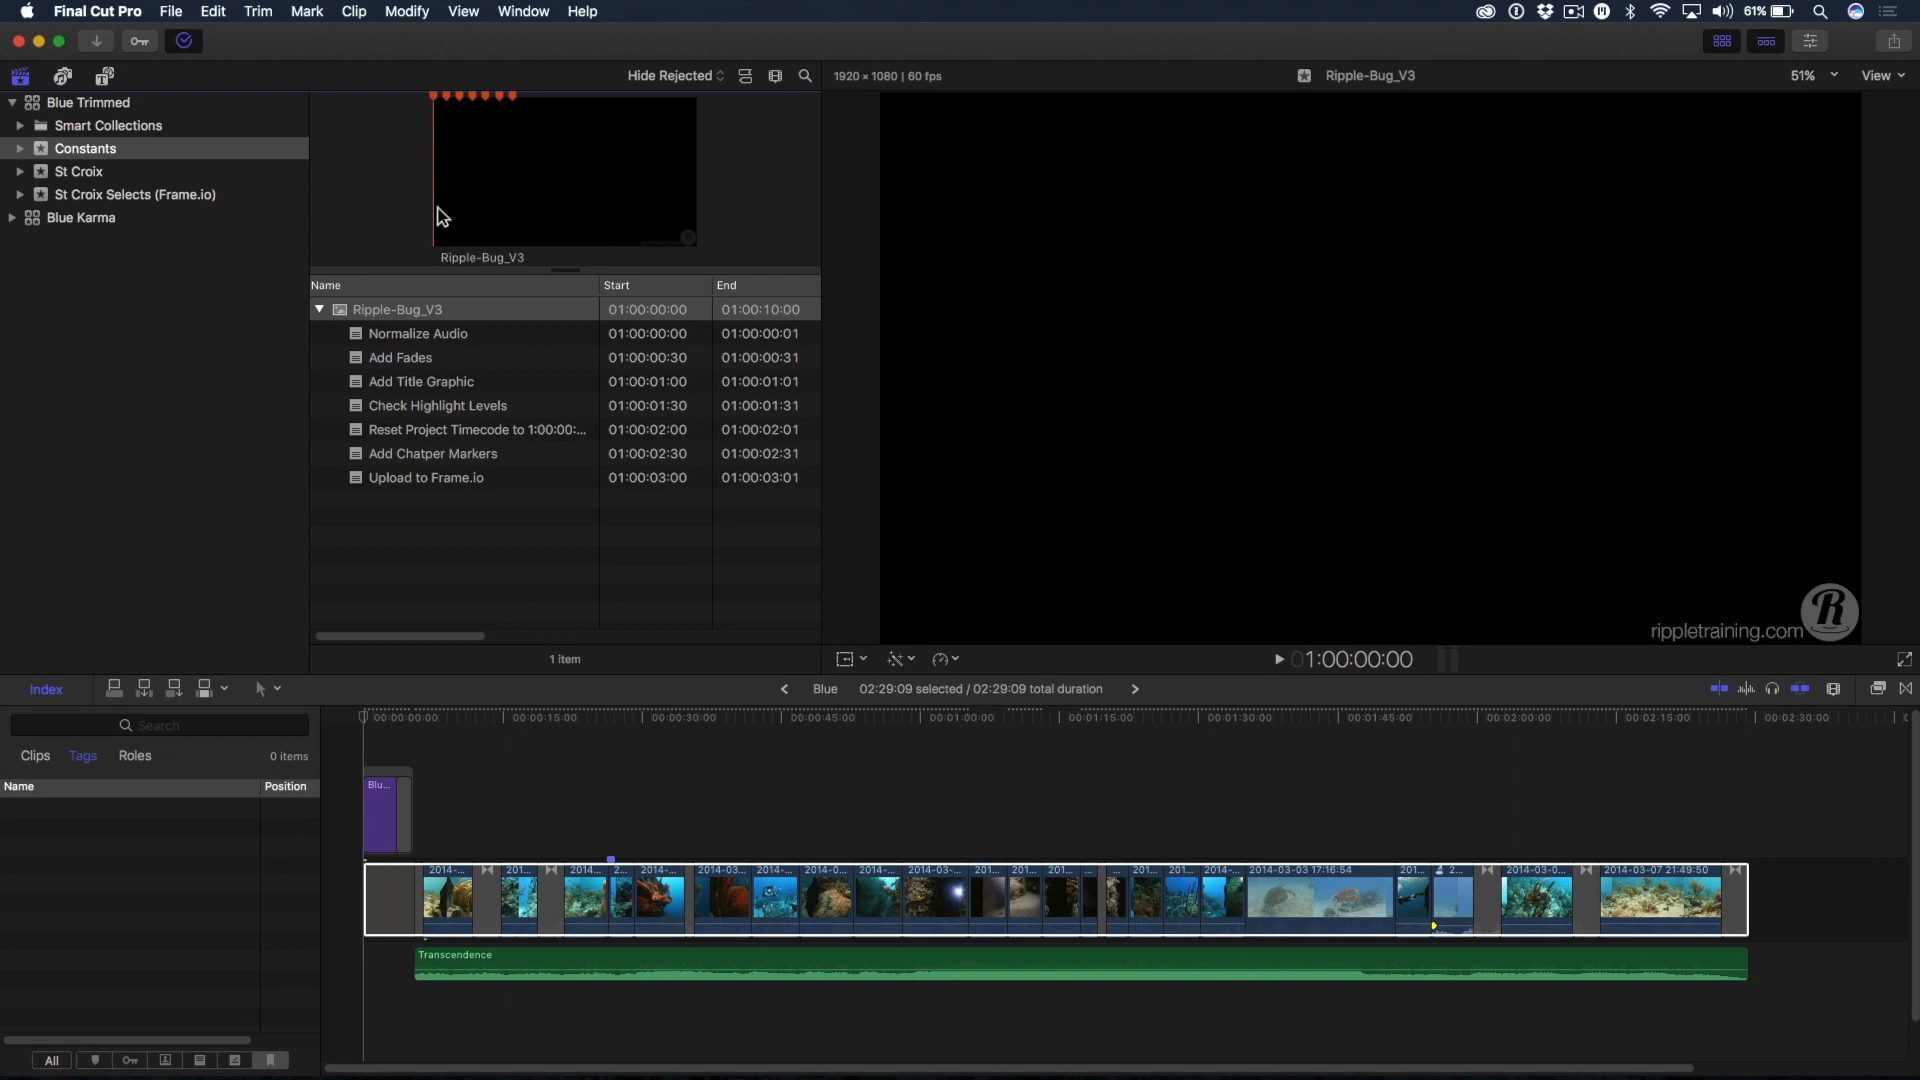 Final Cut Pro File Edit Trim Mark Clip Modify View Window Help 61%
Hide Rejected 1920 × 1080 | 60 fps Ripple-Bug_V3 51% View
Blue Trimmed
Smart Collections
Constants
St Croix
St Croix Selects (Frame.io)
Blue Karma
Ripple-Bug_V3
Name Start End
Ripple-Bug_V3 01:00:00:00 01:00:10:00
Normalize Audio 01:00:00:00 01:00:00:01
Add Fades 01:00:00:30 01:00:00:31
Add Title Graphic 01:00:01:00 01:00:01:01
Check Highlight Levels 01:00:01:30 01:00:01:31
Reset Project Timecode to 1:00:00:... 01:00:02:00 01:00:02:01
Add Chatper Markers 01:00:02:30 01:00:02:31
Upload to Frame.io 01:00:03:00 01:00:03:01
R
rippletraining.com
1 item 01:00:00:00
Index Blue 02:29:09 selected / 02:29:09 total duration
00:00:00:00 00:00:15:00 00:00:30:00 00:00:45:00 00:01:00:00 00:01:15:00 00:01:30:00 00:01:45:00 00:02:00:00 00:02:15:00 00:02:30:00
Search
Clips Tags Roles 0 items
Name Position
Blu...
2014-... 201... 2014... 2... 2014-... 2014-03... 2014-... 2014-0... 2014-... 2014-03-... 201... 201... 201... ... ... 201... 201... 2014-... 2014-03-03 17:16:54 201... 2... 2014-03-0... 2014-03-07 21:49:50
Transcendence
All